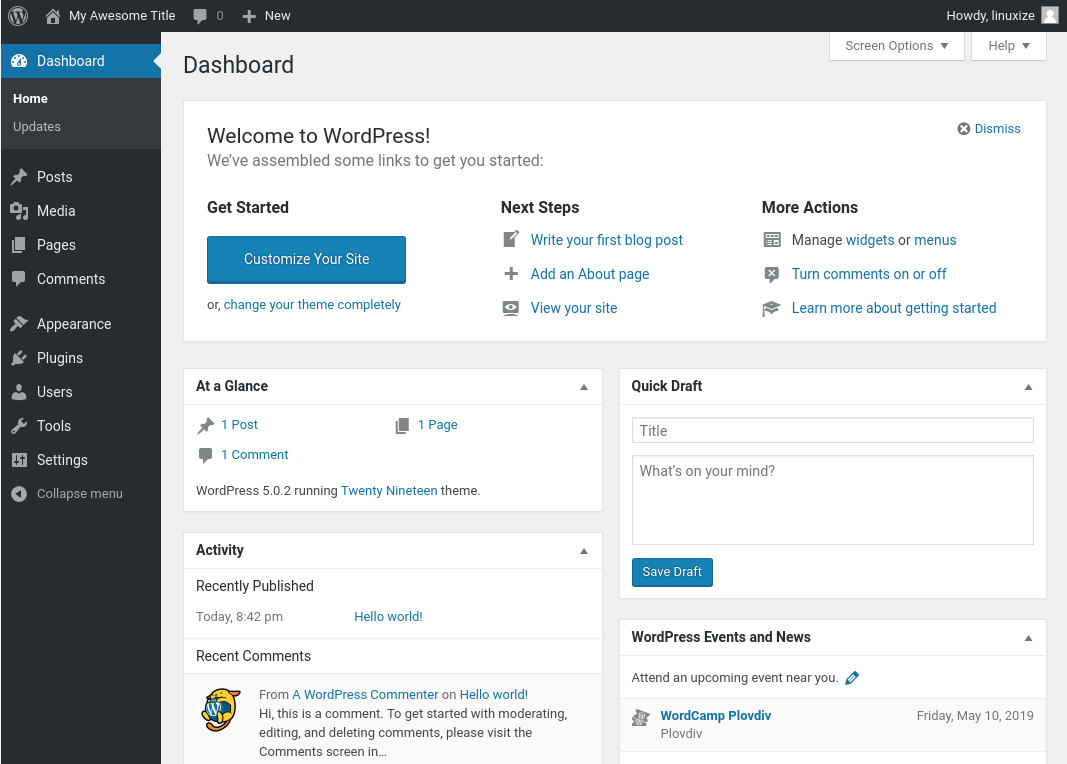 My Awesome Title 0 New Howdy, linuxize
Dashboard
Home
Updates
Posts
Media
Pages
Comments
Appearance
Plugins
Users
Tools
Settings
Collapse menu
Screen Options Help
Dashboard
Welcome to WordPress!
Dismiss
We've assembled some links to get you started:
Get Started
Customize Your Site
or, change your theme completely
Next Steps
Write your first blog post
Add an About page
View your site
More Actions
Manage widgets or menus
Turn comments on or off
Learn more about getting started
At a Glance
1 Post 1 Page
1 Comment
WordPress 5.0.2 running Twenty Nineteen theme.
Activity
Recently Published
Today, 8:42 pm Hello world!
Recent Comments
From A WordPress Commenter on Hello world!
Hi, this is a comment. To get started with moderating,
editing, and deleting comments, please visit the
Comments screen in…
Quick Draft
Title
What's on your mind?
Save Draft
WordPress Events and News
Attend an upcoming event near you.
WordCamp Plovdiv Friday, May 10, 2019
Plovdiv